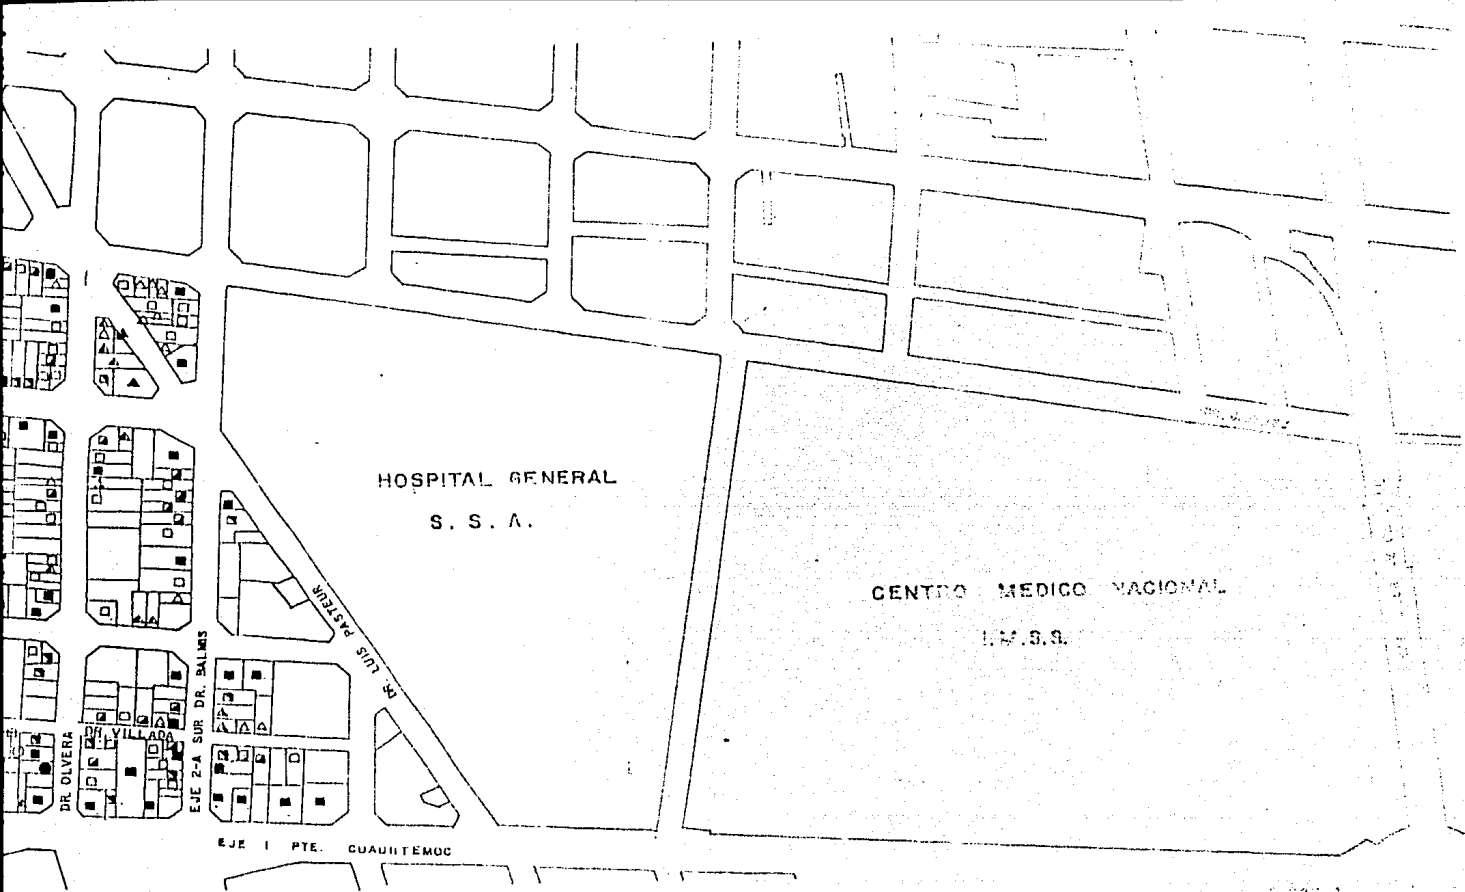 HOSPITAL GENERAL
S. S. A.
CENTRO MEDICO NACIONAL
I.M.S.S.
DR. LUIS PASTEUR
EJE 2-A SUR DR. BALMIS
DR. VILLADA
DR. OLVERA
EJE 1 PTE. CUAUHTEMOC